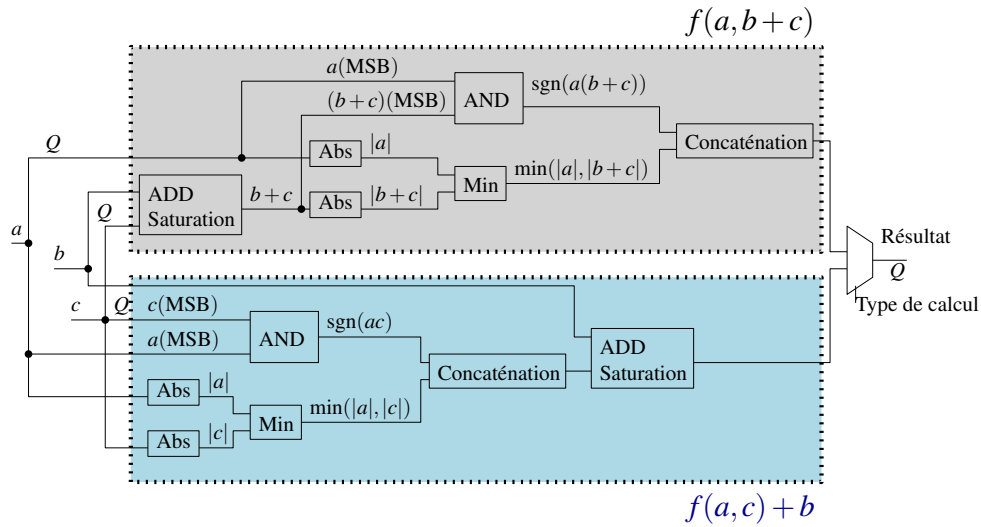 f(a,b+c)
a(MSB)
sgn(a(b+c))
(b+c)(MSB)
AND
Q
Abs
|a|
Concaténation
min(|a|,|b+c|)
Min
ADD
Saturation
b+c
Abs
|b+c|
Q
a
b
Résultat
Q
c
Q
c(MSB)
Type de calcul
sgn(ac)
a(MSB)
AND
ADD
Saturation
Concaténation
Abs
|a|
min(|a|,|c|)
Min
Abs
|c|
f(a,c)+b